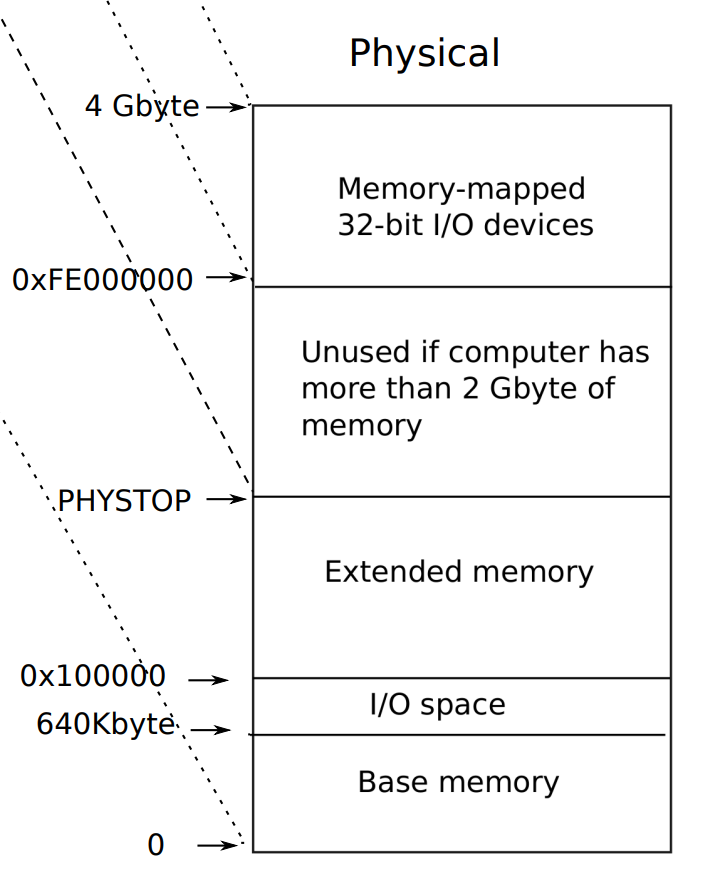 Physical
4 Gbyte
Memory-mapped
32-bit I/O devices
0xFE000000
Unused if computer has
more than 2 Gbyte of
memory
PHYSTOP
Extended memory
0x100000
I/O space
640Kbyte
Base memory
0